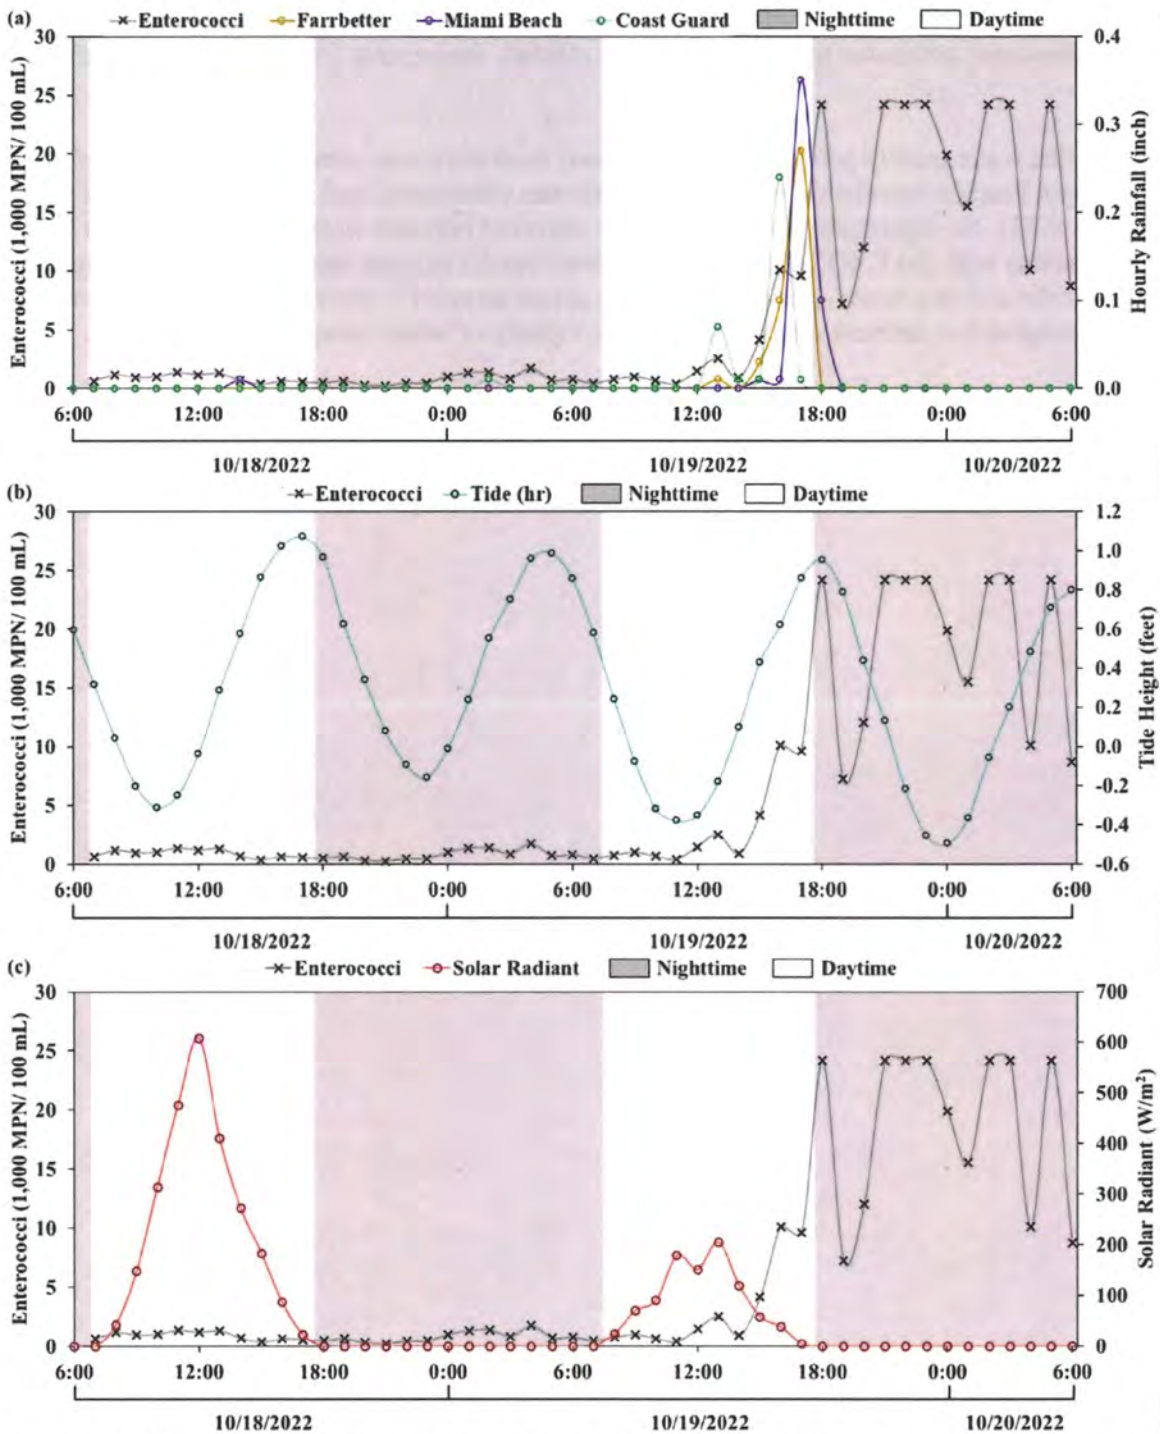 (a)
Enterococci Farrbetter Miami Beach Coast Guard Nighttime Daytime
30 0.4
25
0.3
20
15 0.2
10
0.1
5
0 0.0
Enterococci (1,000 MPN/ 100 mL)
Hourly Rainfall (inch)
6:00 12:00 18:00 0:00 6:00 12:00 18:00 0:00 6:00
10/18/2022 10/19/2022 10/20/2022
(b)
Enterococci Tide (hr) Nighttime Daytime
30 1.2
1.0
25
0.8
20 0.6
0.4
15
0.2
10 0.0
-0.2
5
-0.4
0 -0.6
Enterococci (1,000 MPN/ 100 mL)
Tide Height (feet)
6:00 12:00 18:00 0:00 6:00 12:00 18:00 0:00 6:00
10/18/2022 10/19/2022 10/20/2022
(c)
Enterococci Solar Radiant Nighttime Daytime
30 700
600
25
500
20
400
15
300
10
200
5
100
0 0
Enterococci (1,000 MPN/ 100 mL)
Solar Radiant (W/m²)
6:00 12:00 18:00 0:00 6:00 12:00 18:00 0:00 6:00
10/18/2022 10/19/2022 10/20/2022